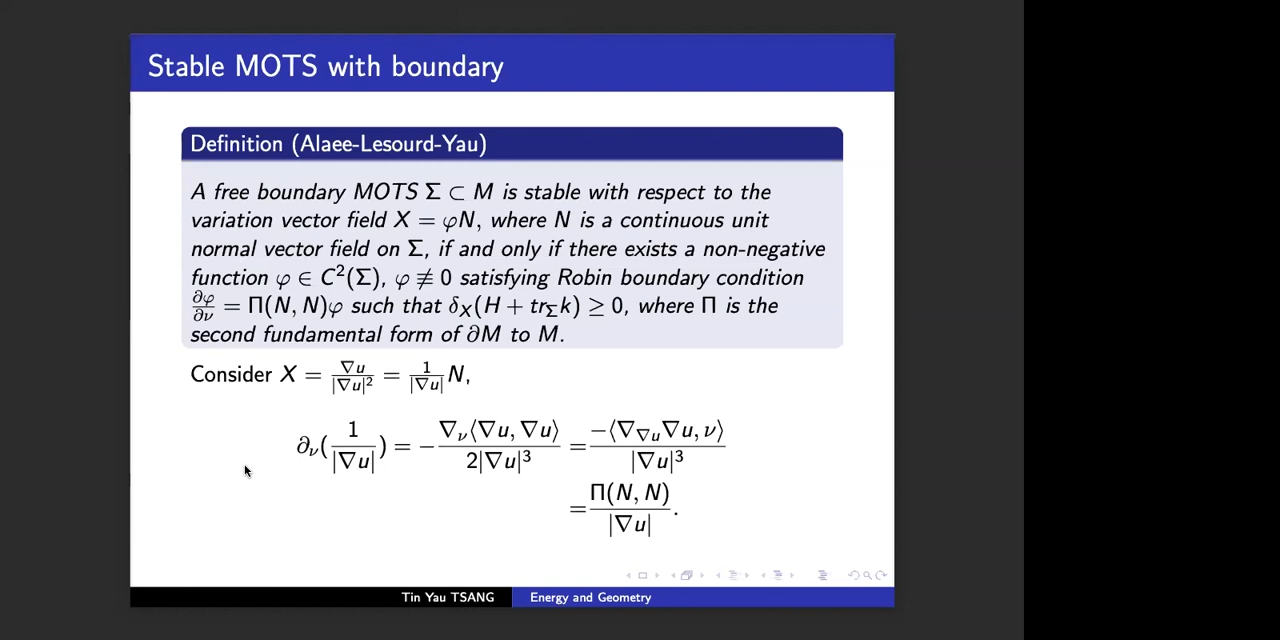 Stable MOTS with boundary
Definition (Alaee-Lesourd-Yau)
A free boundary MOTS Σ ⊂ M is stable with respect to the
variation vector field X = φN, where N is a continuous unit
normal vector field on Σ, if and only if there exists a non-negative
function φ ∈ C²(Σ), φ ≢ 0 satisfying Robin boundary condition
∂φ/∂ν = Π(N, N)φ such that δ_X(H + tr_Σ k) ≥ 0, where Π is the
second fundamental form of ∂M to M.
Consider X = ∇u/|∇u|² = 1/|∇u| N,
∂_ν(1/|∇u|) = − ∇_ν⟨∇u, ∇u⟩/2|∇u|³ = −⟨∇_∇u ∇u, ν⟩/|∇u|³
= Π(N, N)/|∇u|.
Tin Yau TSANG Energy and Geometry